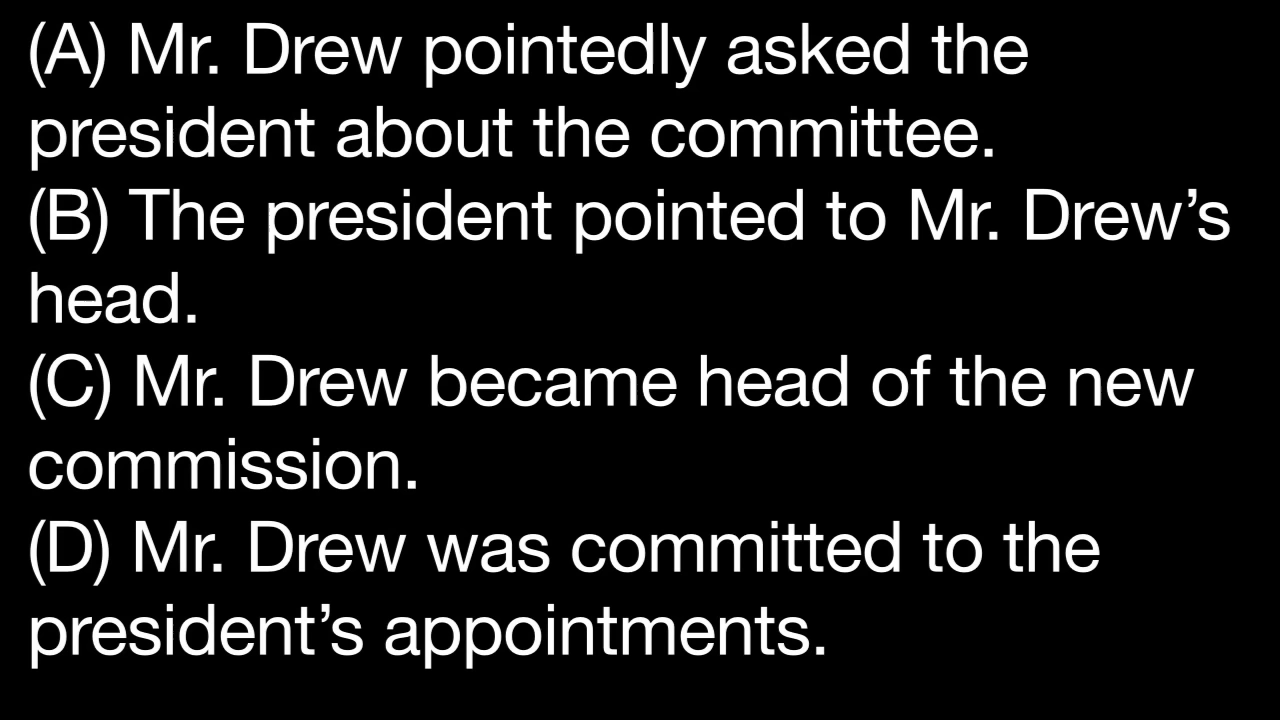 (A) Mr. Drew pointedly asked the
president about the committee.
(B) The president pointed to Mr. Drew’s
head.
(C) Mr. Drew became head of the new
commission.
(D) Mr. Drew was committed to the
president’s appointments.